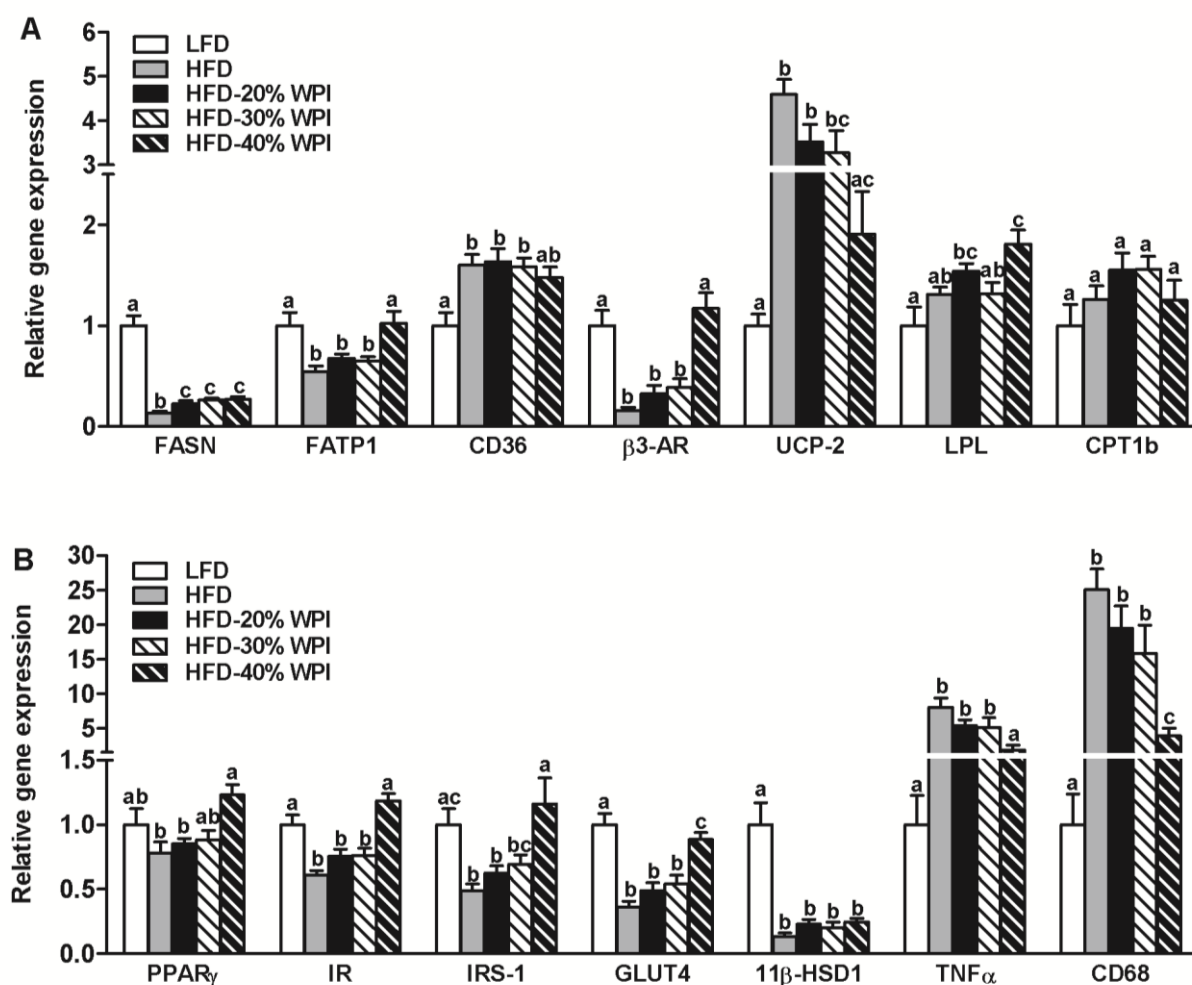 A
LFD
HFD
HFD-20% WPI
HFD-30% WPI
HFD-40% WPI
Relative gene expression
6
5
4
3
2
1
0
a b c c c
a b b b a
a b b b ab
a b b b a
a b b bc ac
a ab bc ab c
a a a a a
FASN FATP1 CD36 β3-AR UCP-2 LPL CPT1b
B
LFD
HFD
HFD-20% WPI
HFD-30% WPI
HFD-40% WPI
Relative gene expression
30
25
20
15
10
5
1.5
1.0
0.5
0.0
ab b b ab a
a b b b a
ac b b bc a
a b b b c
a b b b b
a b b b a
a b b b c
PPARγ IR IRS-1 GLUT4 11β-HSD1 TNFα CD68